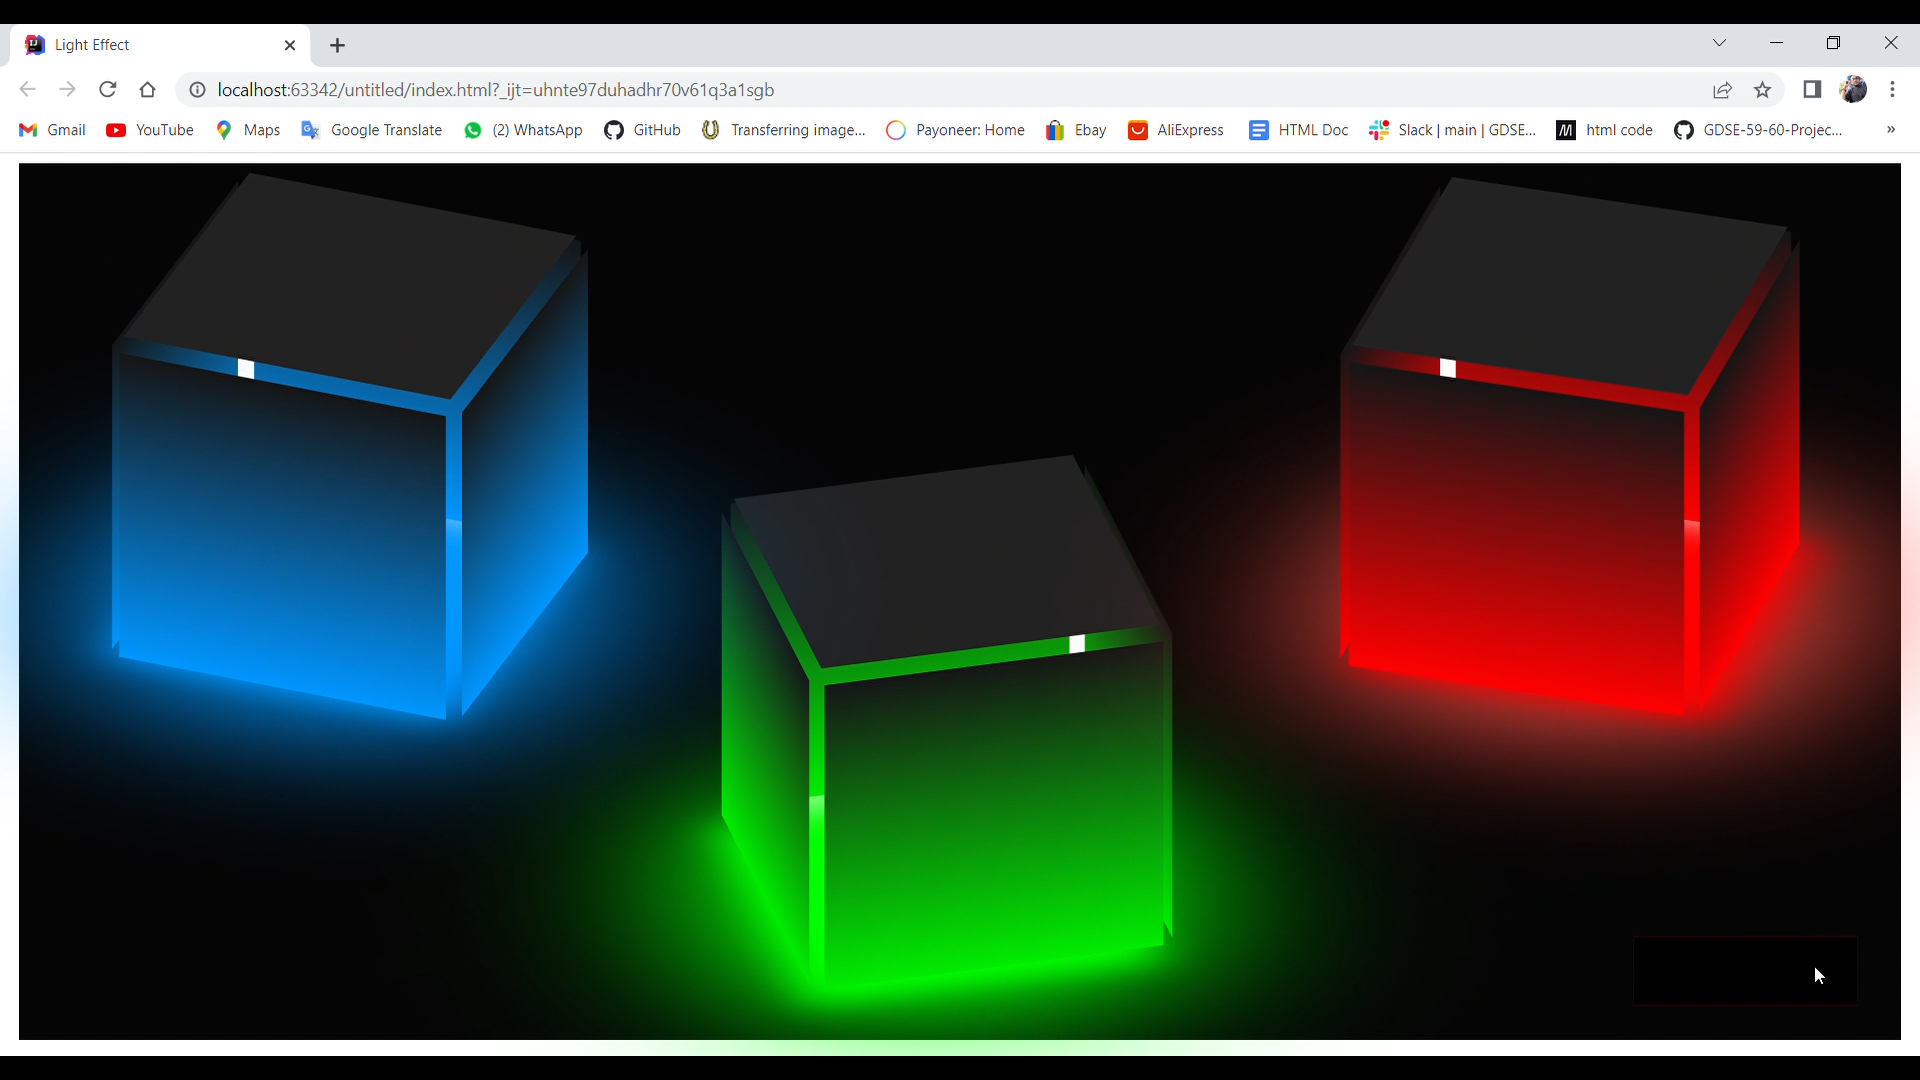 Light Effect
localhost:63342/untitled/index.html?_ijt=uhnte97duhadhr70v61q3a1sgb
Gmail YouTube Maps Google Translate (2) WhatsApp GitHub Transferring image... Payoneer: Home Ebay AliExpress HTML Doc Slack | main | GDSE... html code GDSE-59-60-Projec... »